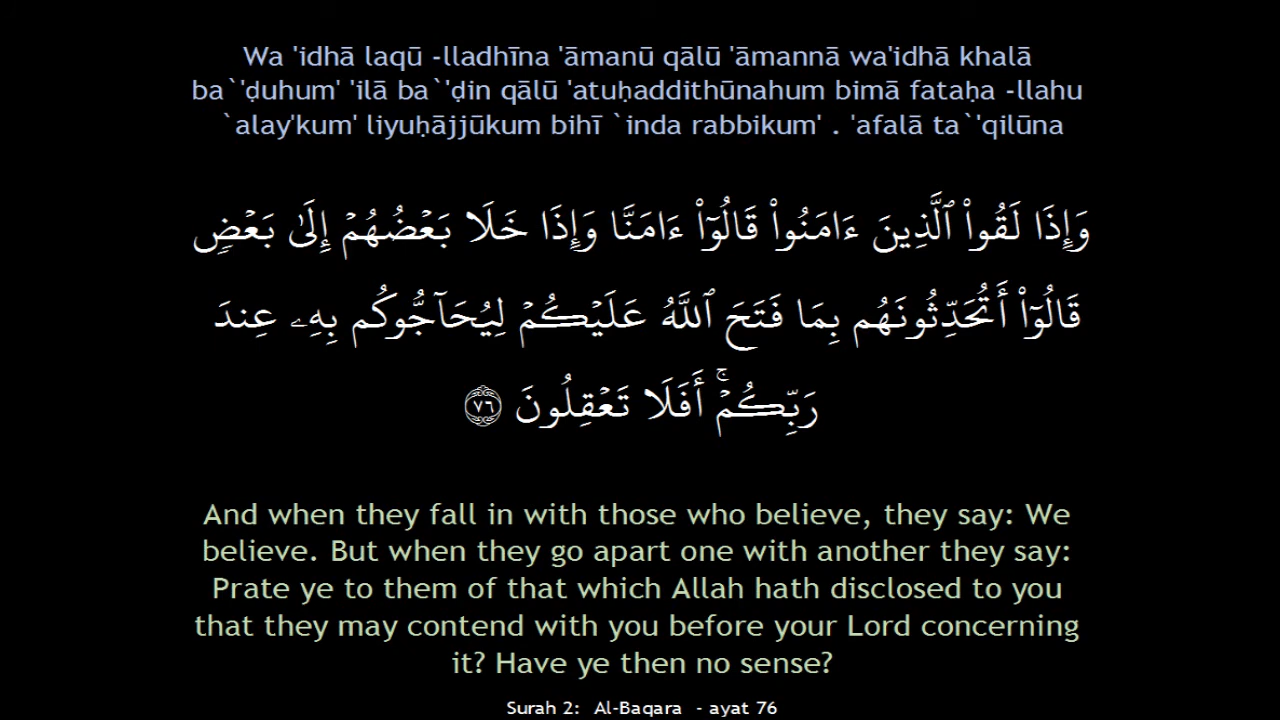 Wa 'idhā laqū -lladhīna 'āmanū qālū 'āmannā wa'idhā khalā
ba`'ḍuhum' 'ilā ba`'ḍin qālū 'atuḥaddithūnahum bimā fataḥa -llahu
`alay'kum' liyuḥājjūkum bihī `inda rabbikum' . 'afalā ta`'qilūna
وَإِذَا لَقُوا۟ ٱلَّذِينَ ءَامَنُوا۟ قَالُوٓا۟ ءَامَنَّا وَإِذَا خَلَا بَعْضُهُمْ إِلَىٰ بَعْضٍ
قَالُوٓا۟ أَتُحَدِّثُونَهُم بِمَا فَتَحَ ٱللَّهُ عَلَيْكُمْ لِيُحَآجُّوكُم بِهِۦ عِندَ
رَبِّكُمْ ۚ أَفَلَا تَعْقِلُونَ ٧٦
And when they fall in with those who believe, they say: We
believe. But when they go apart one with another they say:
Prate ye to them of that which Allah hath disclosed to you
that they may contend with you before your Lord concerning
it? Have ye then no sense?
Surah 2: Al-Baqara - ayat 76